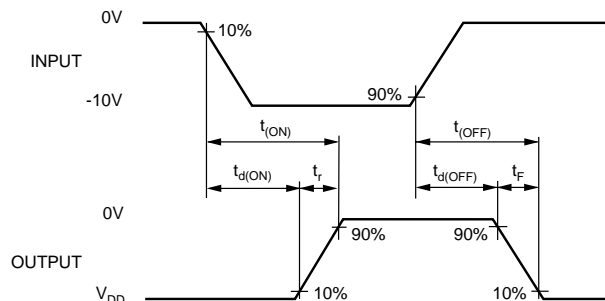 0V
10%
INPUT
-10V
90%
t(ON)
t(OFF)
td(ON)
tr
td(OFF)
tF
0V
90%
90%
OUTPUT
VDD
10%
10%